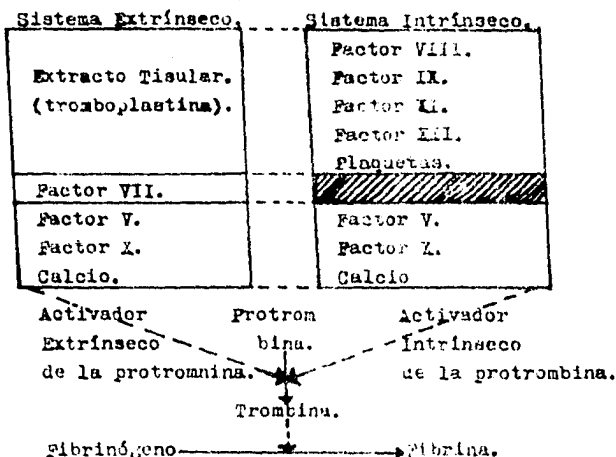 Sistema Extrínseco.
Extracto Tisular.
(tromboplastina).
Factor VII.
Factor V.
Factor X.
Calcio.
Sistema Intrínseco.
Factor VIII.
Factor IX.
Factor XI.
Factor XII.
Plaquetas.
Factor V.
Factor X.
Calcio
Activador
Extrínseco
de la protromnina.
Protrom
bina.
Activador
Intrínseco
de la protrombina.
Trombina.
Fibrinógeno
Fibrina.